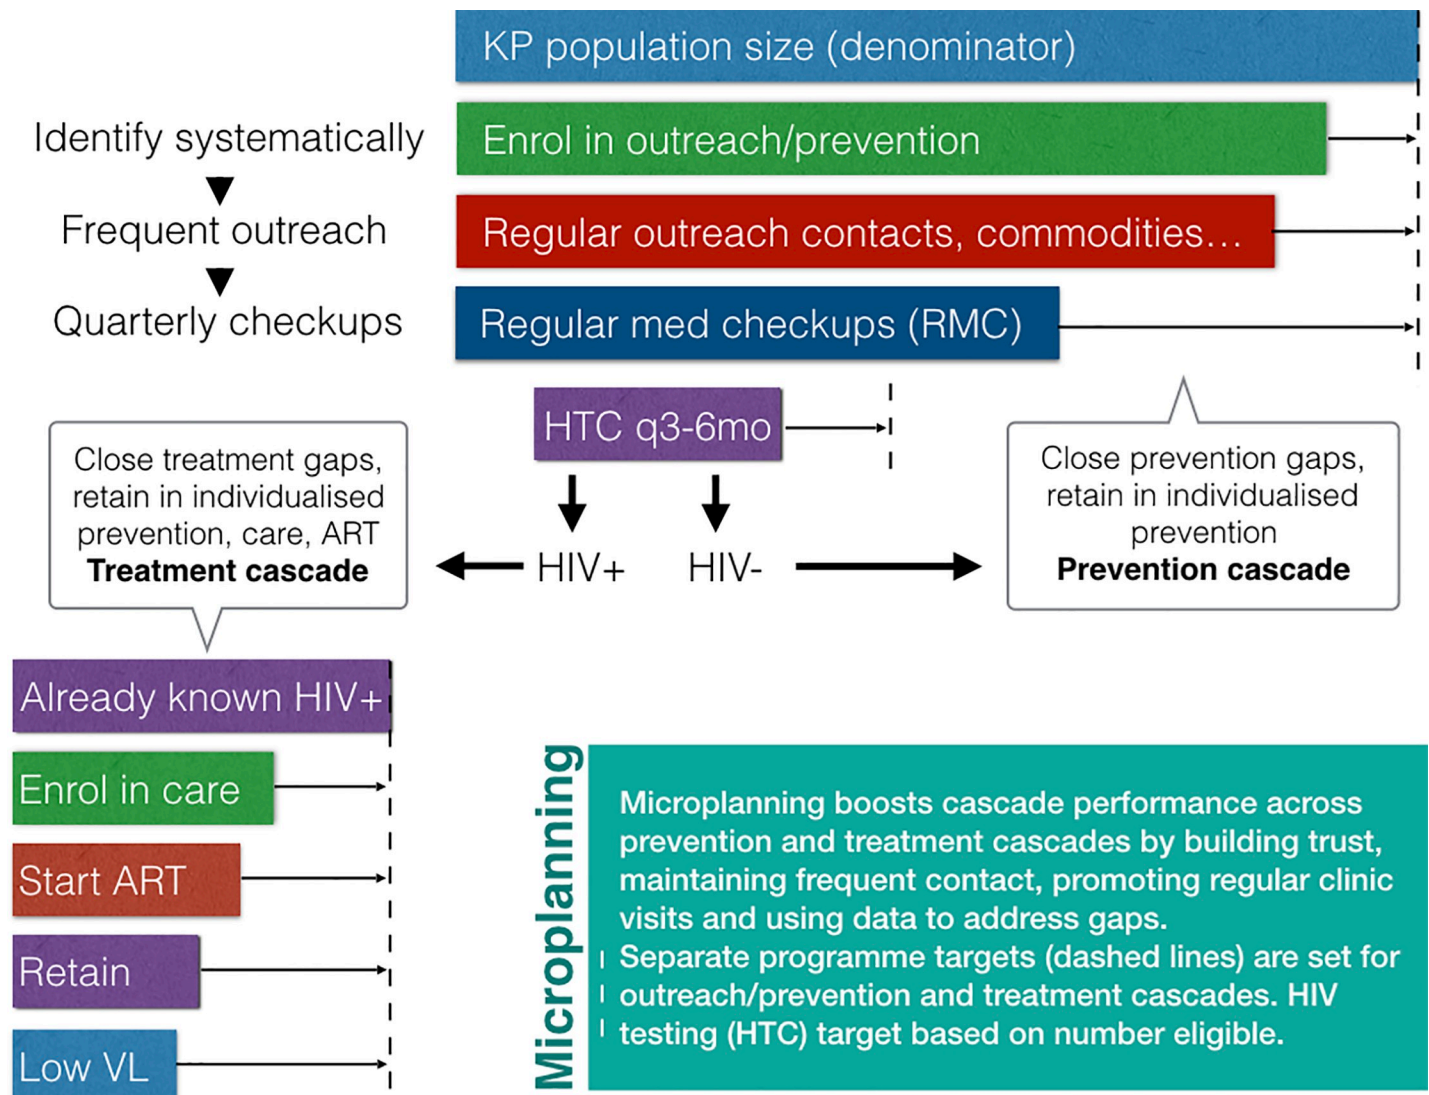 KP population size (denominator)
Identify systematically
Enrol in outreach/prevention
Frequent outreach
Regular outreach contacts, commodities...
Quarterly checkups
Regular med checkups (RMC)
HTC q3-6mo
Close treatment gaps,
retain in individualised
prevention, care, ART
Treatment cascade
HIV+
HIV-
Close prevention gaps,
retain in individualised
prevention
Prevention cascade
Already known HIV+
Enrol in care
Start ART
Retain
Low VL
Microplanning
Microplanning boosts cascade performance across
prevention and treatment cascades by building trust,
maintaining frequent contact, promoting regular clinic
visits and using data to address gaps.
Separate programme targets (dashed lines) are set for
outreach/prevention and treatment cascades. HIV
testing (HTC) target based on number eligible.